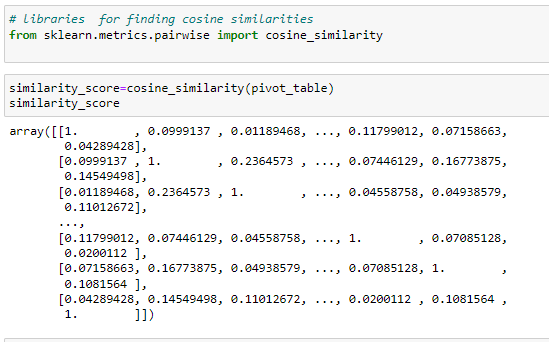 # libraries  for finding cosine similarities
from sklearn.metrics.pairwise import cosine_similarity
similarity_score=cosine_similarity(pivot_table)
similarity_score
array([[1.        , 0.0999137 , 0.01189468, ..., 0.11799012, 0.07158663,
        0.04289428],
       [0.0999137 , 1.        , 0.2364573 , ..., 0.07446129, 0.16773875,
        0.14549498],
       [0.01189468, 0.2364573 , 1.        , ..., 0.04558758, 0.04938579,
        0.11012672],
       ...,
       [0.11799012, 0.07446129, 0.04558758, ..., 1.        , 0.07085128,
        0.0200112 ],
       [0.07158663, 0.16773875, 0.04938579, ..., 0.07085128, 1.        ,
        0.1081564 ],
       [0.04289428, 0.14549498, 0.11012672, ..., 0.0200112 , 0.1081564 ,
        1.        ]])